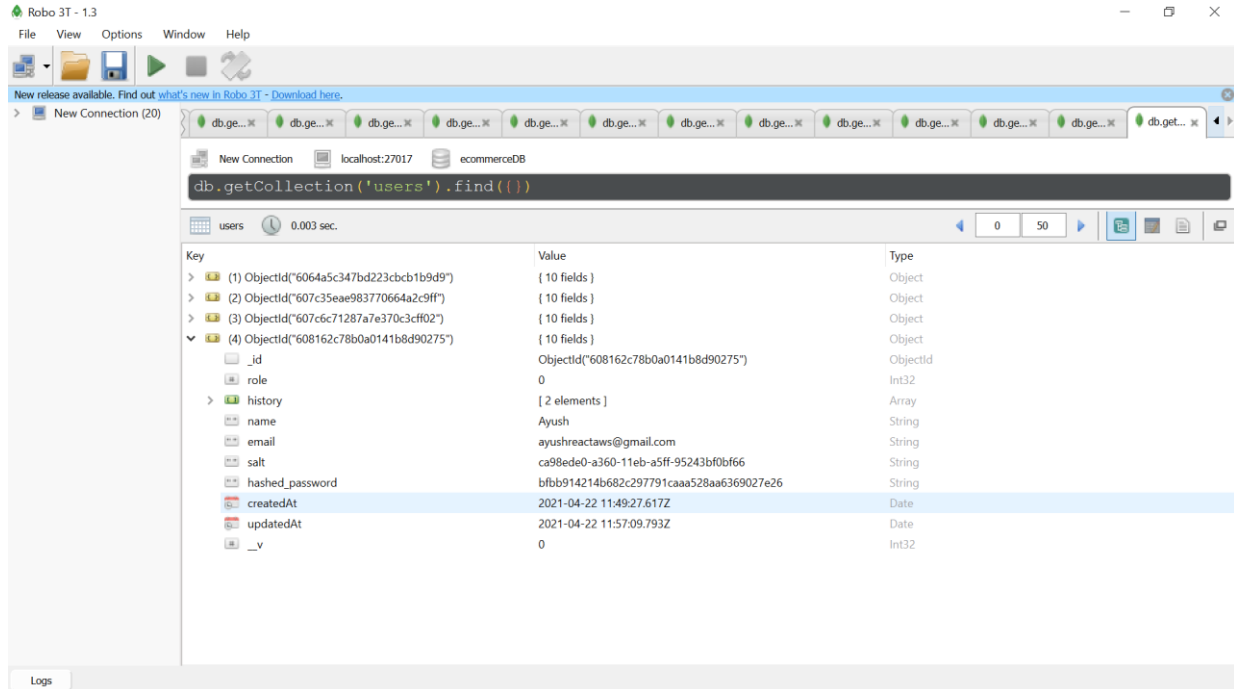 Robo 3T - 1.3
File View Options Window Help
New release available. Find out what's new in Robo 3T - Download here.
New Connection (20)
db.ge... db.ge... db.ge... db.ge... db.ge... db.ge... db.ge... db.ge... db.ge... db.ge... db.ge... db.ge... db.get...
New Connection localhost:27017 ecommerceDB
db.getCollection('users').find({})
users 0.003 sec. 0 50
Key Value Type
(1) ObjectId("6064a5c347bd223cbcb1b9d9") { 10 fields } Object
(2) ObjectId("607c35eae983770664a2c9ff") { 10 fields } Object
(3) ObjectId("607c6c71287a7e370c3cff02") { 10 fields } Object
(4) ObjectId("608162c78b0a0141b8d90275") { 10 fields } Object
_id ObjectId("608162c78b0a0141b8d90275") ObjectId
role 0 Int32
history [ 2 elements ] Array
name Ayush String
email ayushreactaws@gmail.com String
salt ca98ede0-a360-11eb-a5ff-95243bf0bf66 String
hashed_password bfbb914214b682c297791caaa528aa6369027e26 String
createdAt 2021-04-22 11:49:27.617Z Date
updatedAt 2021-04-22 11:57:09.793Z Date
__v 0 Int32
Logs